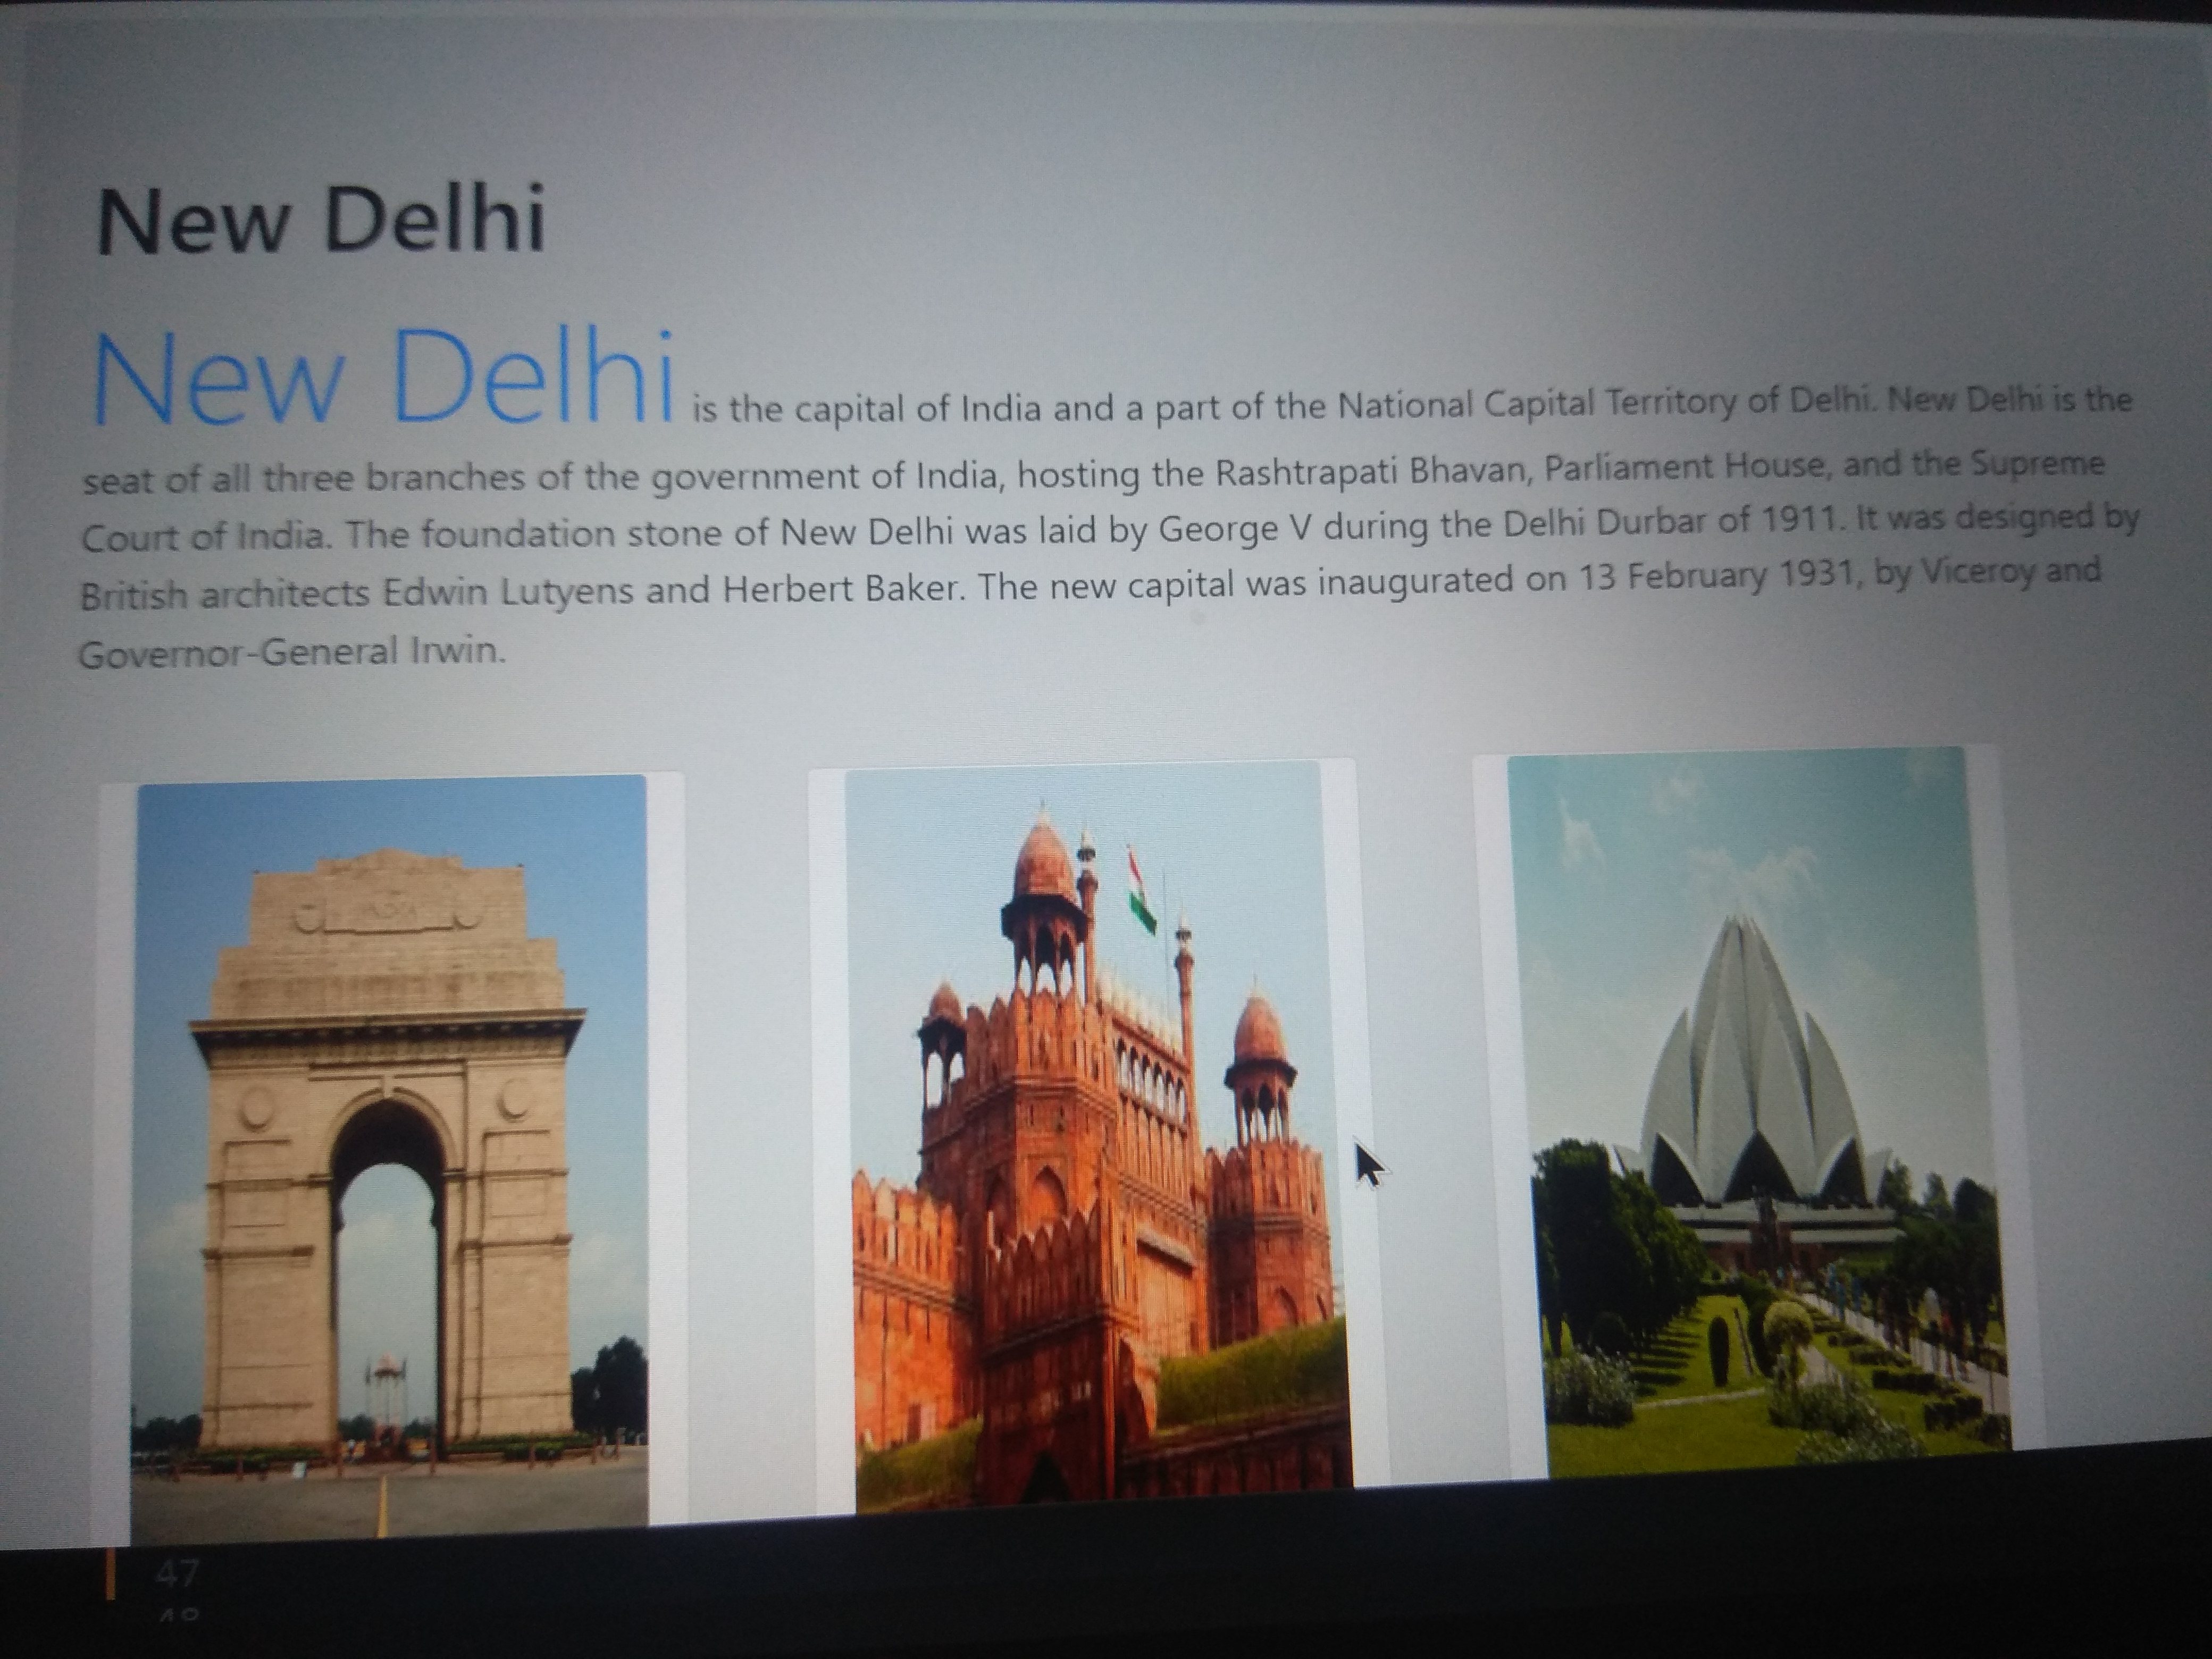 New Delhi
New Delhi is the capital of India and a part of the National Capital Territory of Delhi. New Delhi is the
seat of all three branches of the government of India, hosting the Rashtrapati Bhavan, Parliament House, and the Supreme
Court of India. The foundation stone of New Delhi was laid by George V during the Delhi Durbar of 1911. It was designed by
British architects Edwin Lutyens and Herbert Baker. The new capital was inaugurated on 13 February 1931, by Viceroy and
Governor-General Irwin.
INDIA
47